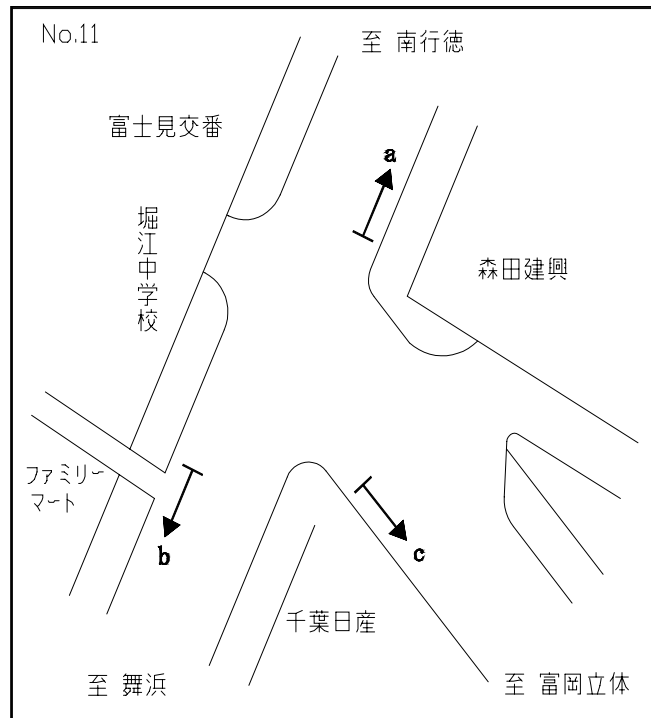 No.11
至 南行徳
富士見交番
a
堀江中学校
森田建興
ファミリー
マート
b
c
千葉日産
至 舞浜
至 富岡立体